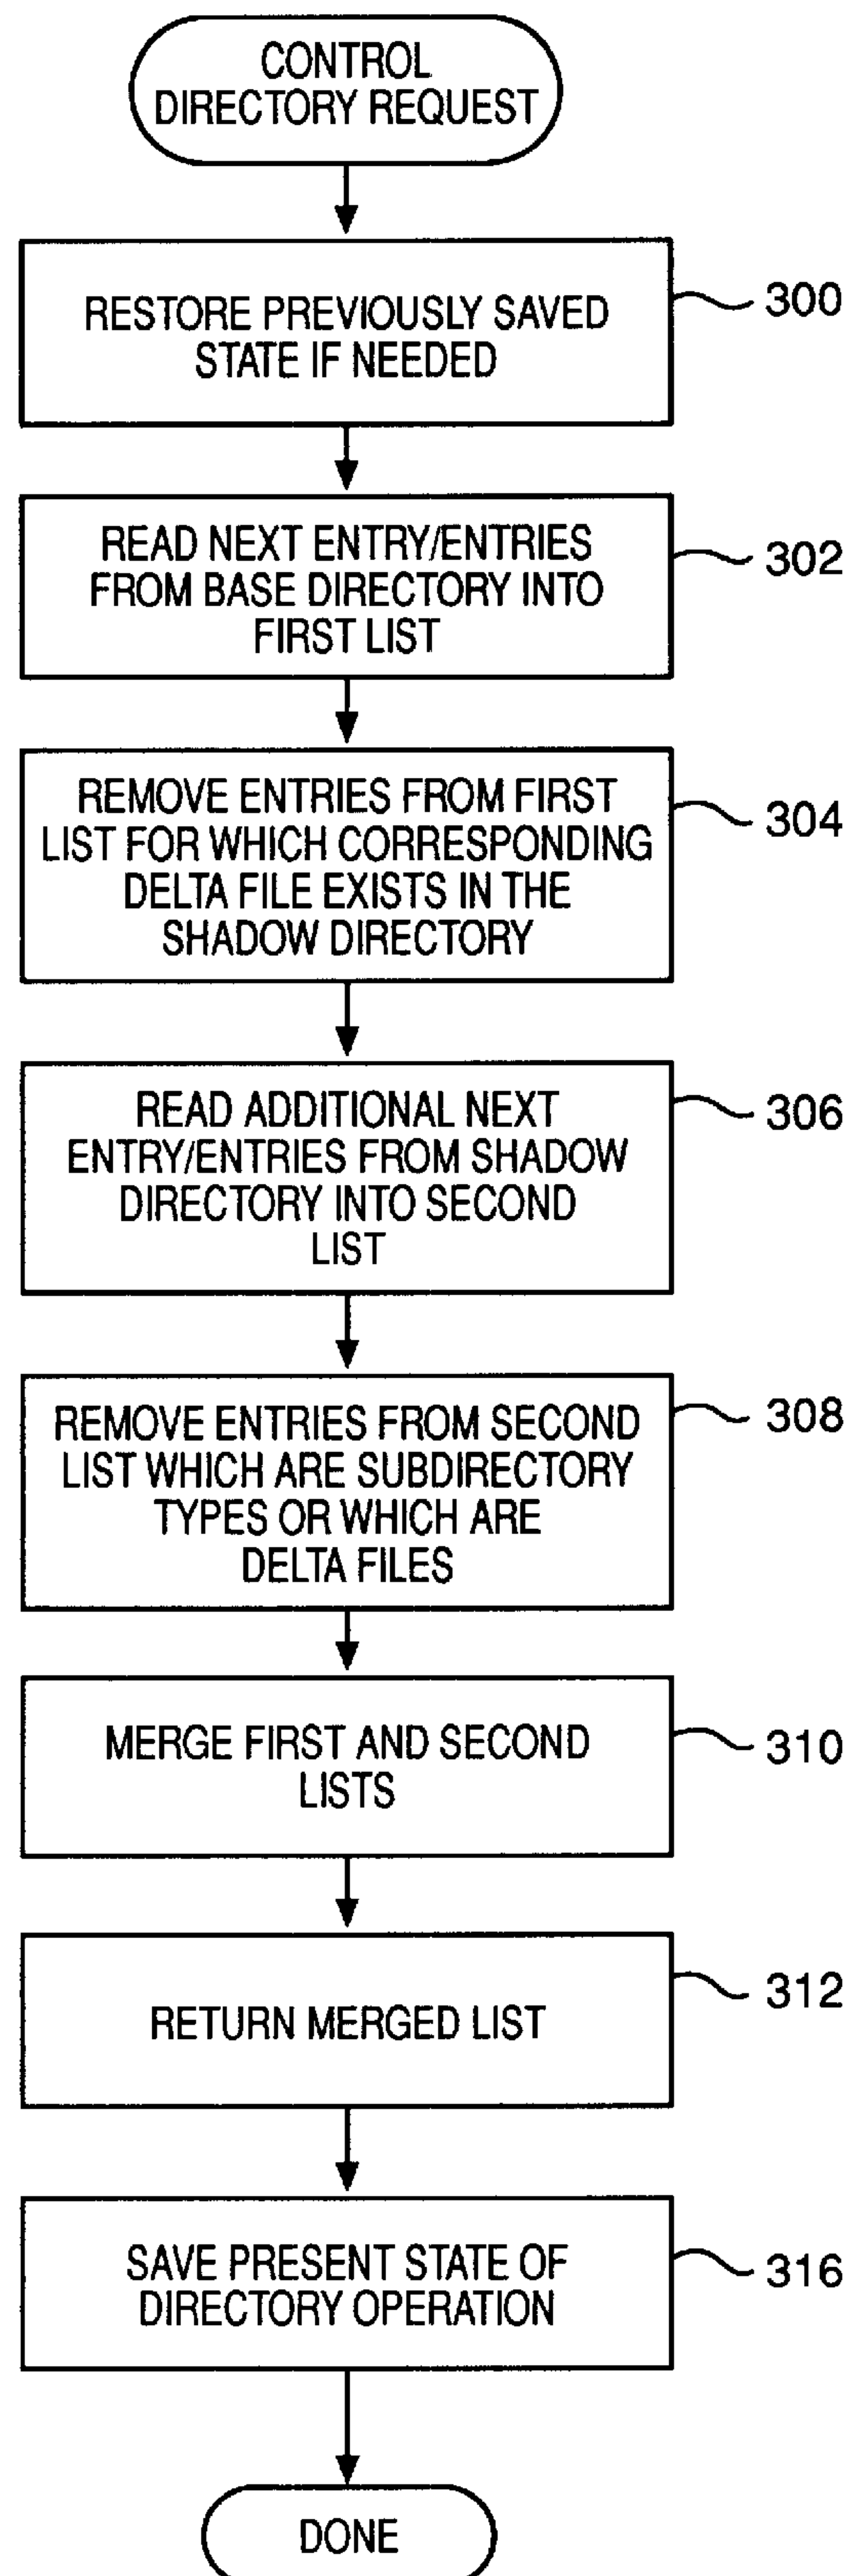 CONTROL
DIRECTORY REQUEST
RESTORE PREVIOUSLY SAVED
STATE IF NEEDED
300
READ NEXT ENTRY/ENTRIES
FROM BASE DIRECTORY INTO
FIRST LIST
302
REMOVE ENTRIES FROM FIRST
LIST FOR WHICH CORRESPONDING
DELTA FILE EXISTS IN THE
SHADOW DIRECTORY
304
READ ADDITIONAL NEXT
ENTRY/ENTRIES FROM SHADOW
DIRECTORY INTO SECOND
LIST
306
REMOVE ENTRIES FROM SECOND
LIST WHICH ARE SUBDIRECTORY
TYPES OR WHICH ARE
DELTA FILES
308
MERGE FIRST AND SECOND
LISTS
310
RETURN MERGED LIST
312
SAVE PRESENT STATE OF
DIRECTORY OPERATION
316
DONE